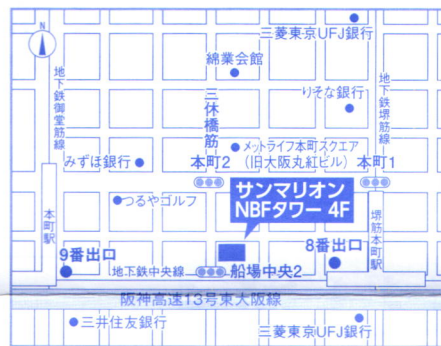 N
三菱東京UFJ銀行
綿業会館
地下鉄御堂筋線
三休橋筋
りそな銀行
地下鉄堺筋線
メットライフ本町スクエア
(旧大阪丸紅ビル)
みずほ銀行
本町2
本町1
つるやゴルフ
サンマリオン
NBFタワー 4F
本町駅
堺筋本町駅
9番出口
8番出口
地下鉄中央線
船場中央2
阪神高速13号東大阪線
三井住友銀行
三菱東京UFJ銀行